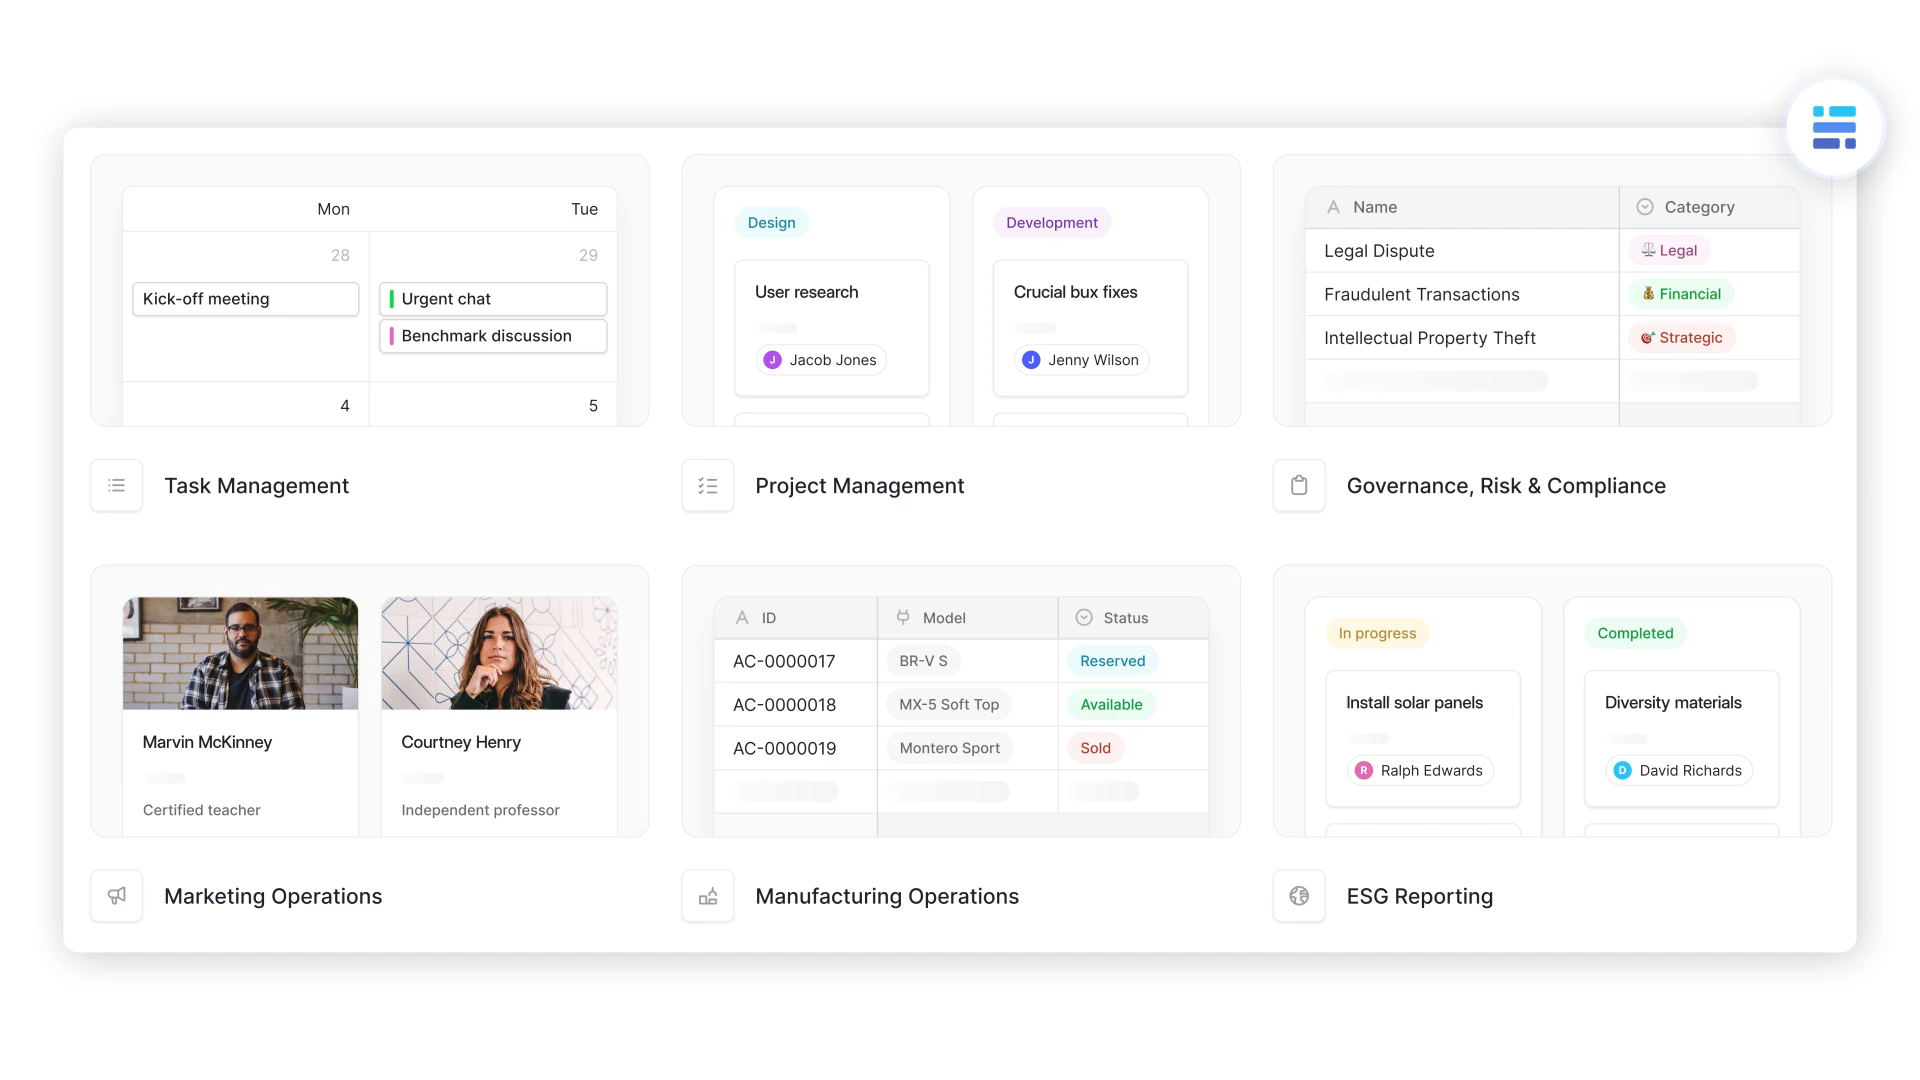 Mon Tue
28 29
Kick-off meeting
Urgent chat
Benchmark discussion
4 5
Task Management
Design
User research
J Jacob Jones
Development
Crucial bux fixes
J Jenny Wilson
Project Management
Name Category
Legal Dispute Legal
Fraudulent Transactions Financial
Intellectual Property Theft Strategic
Governance, Risk & Compliance
Marvin McKinney
Certified teacher
Courtney Henry
Independent professor
Marketing Operations
ID Model Status
AC-0000017 BR-V S Reserved
AC-0000018 MX-5 Soft Top Available
AC-0000019 Montero Sport Sold
Manufacturing Operations
In progress
Install solar panels
R Ralph Edwards
Completed
Diversity materials
D David Richards
ESG Reporting